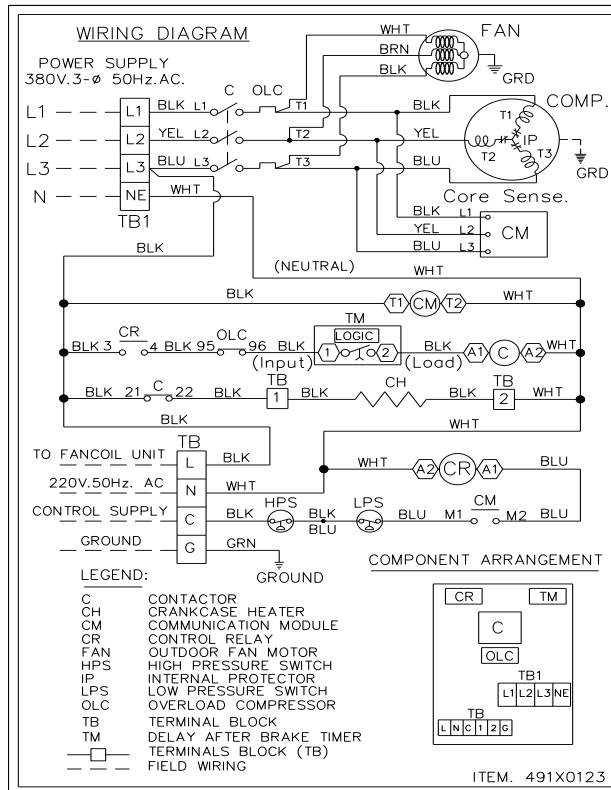 WIRING DIAGRAM
POWER SUPPLY
380V.3-Ø 50Hz.AC.
WHT
FAN
BRN
BLK
GRD
C OLC
L1 L1 BLK L1 T1 BLK COMP.
L2 L2 YEL L2 T2 YEL
L3 L3 BLU L3 T3 BLU
T1
IP
T2 T3
GRD
N NE WHT
TB1
Core Sense.
BLK L1
YEL L2 CM
BLU L3
BLK
(NEUTRAL) WHT
BLK T1 CM T2 WHT
TM
LOGIC
CR OLC
BLK 3 4 BLK 95 96 BLK 1 2 BLK A1 C A2 WHT
(Input) (Load)
BLK 21 C 22 BLK TB 1 BLK CH BLK TB 2 WHT
BLK WHT
TB
TO FANCOIL UNIT L BLK
WHT A2 CR A1 BLU
220V.50Hz. AC N WHT
HPS LPS CM
CONTROL SUPPLY C BLK BLK BLU BLU M1 M2 BLU
GROUND G GRN
GROUND
LEGEND:
C CONTACTOR
CH CRANKCASE HEATER
CM COMMUNICATION MODULE
CR CONTROL RELAY
FAN OUTDOOR FAN MOTOR
HPS HIGH PRESSURE SWITCH
IP INTERNAL PROTECTOR
LPS LOW PRESSURE SWITCH
OLC OVERLOAD COMPRESSOR
TB TERMINAL BLOCK
TM DELAY AFTER BRAKE TIMER
TERMINALS BLOCK (TB)
FIELD WIRING
COMPONENT ARRANGEMENT
CR TM
C
OLC
TB1
L1 L2 L3 NE
TB
L N C 1 2 G
ITEM. 491X0123